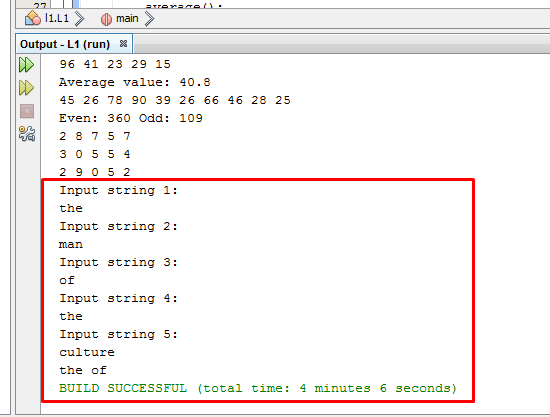 27 average();
l1.L1 main
Output - L1 (run)
96 41 23 29 15
Average value: 40.8
45 26 78 90 39 26 66 46 28 25
Even: 360 Odd: 109
2 8 7 5 7
3 0 5 5 4
2 9 0 5 2
Input string 1:
the
Input string 2:
man
Input string 3:
of
Input string 4:
the
Input string 5:
culture
the of
BUILD SUCCESSFUL (total time: 4 minutes 6 seconds)